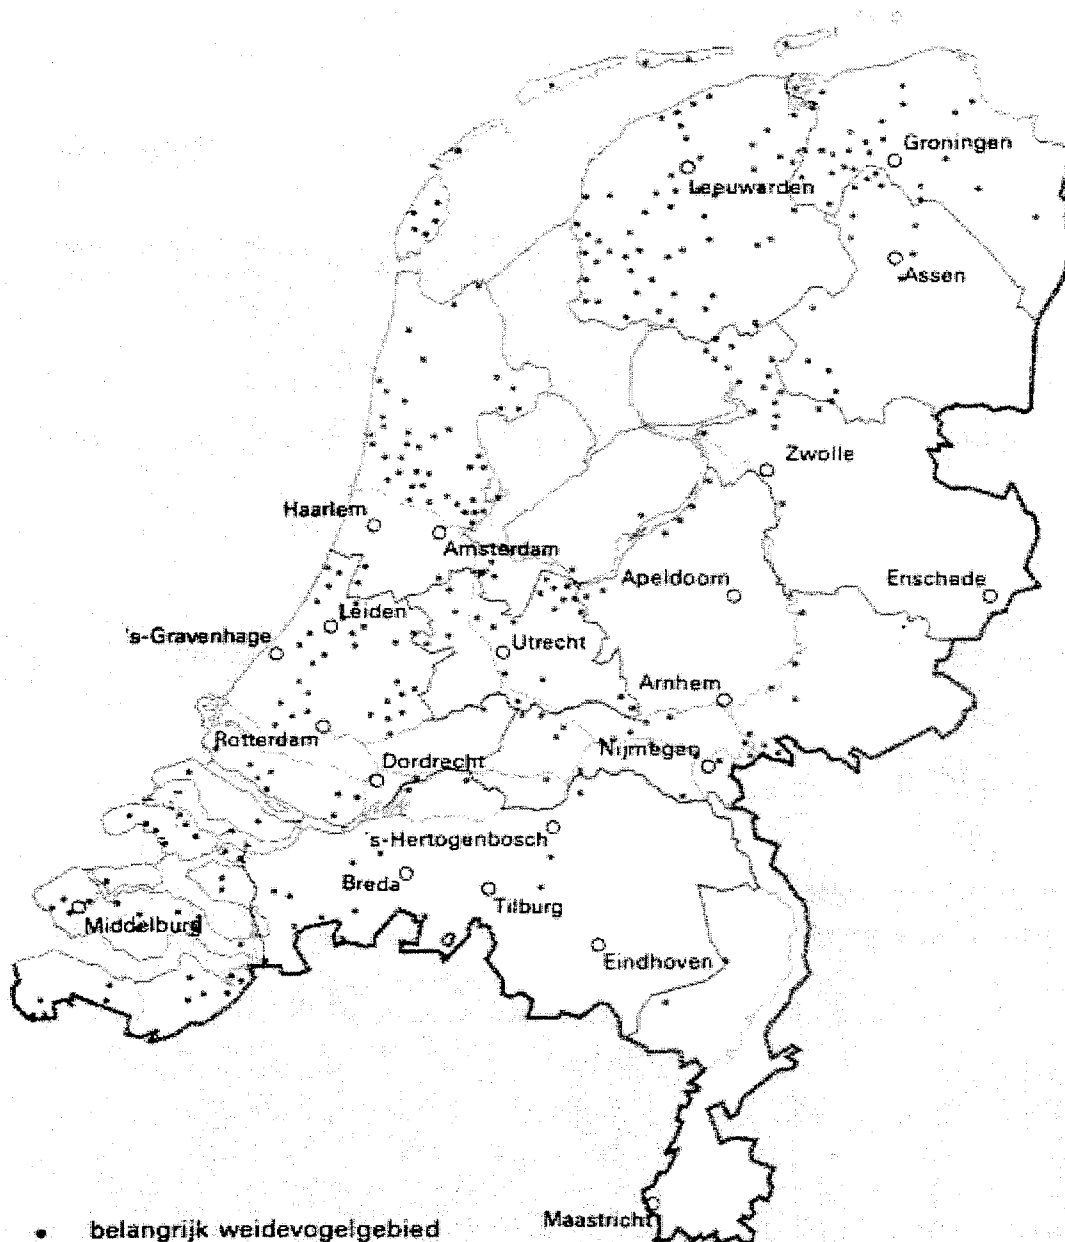 Groningen
Leeuwarden
Assen
Zwolle
Haarlem
Amsterdam
Apeldoorn
Enschede
Leiden
's-Gravenhage
Utrecht
Arnhem
Rotterdam
Nijmegen
Dordrecht
's-Hertogenbosch
Breda
Tilburg
Middelburg
Eindhoven
Maastricht
belangrijk weidevogelgebied